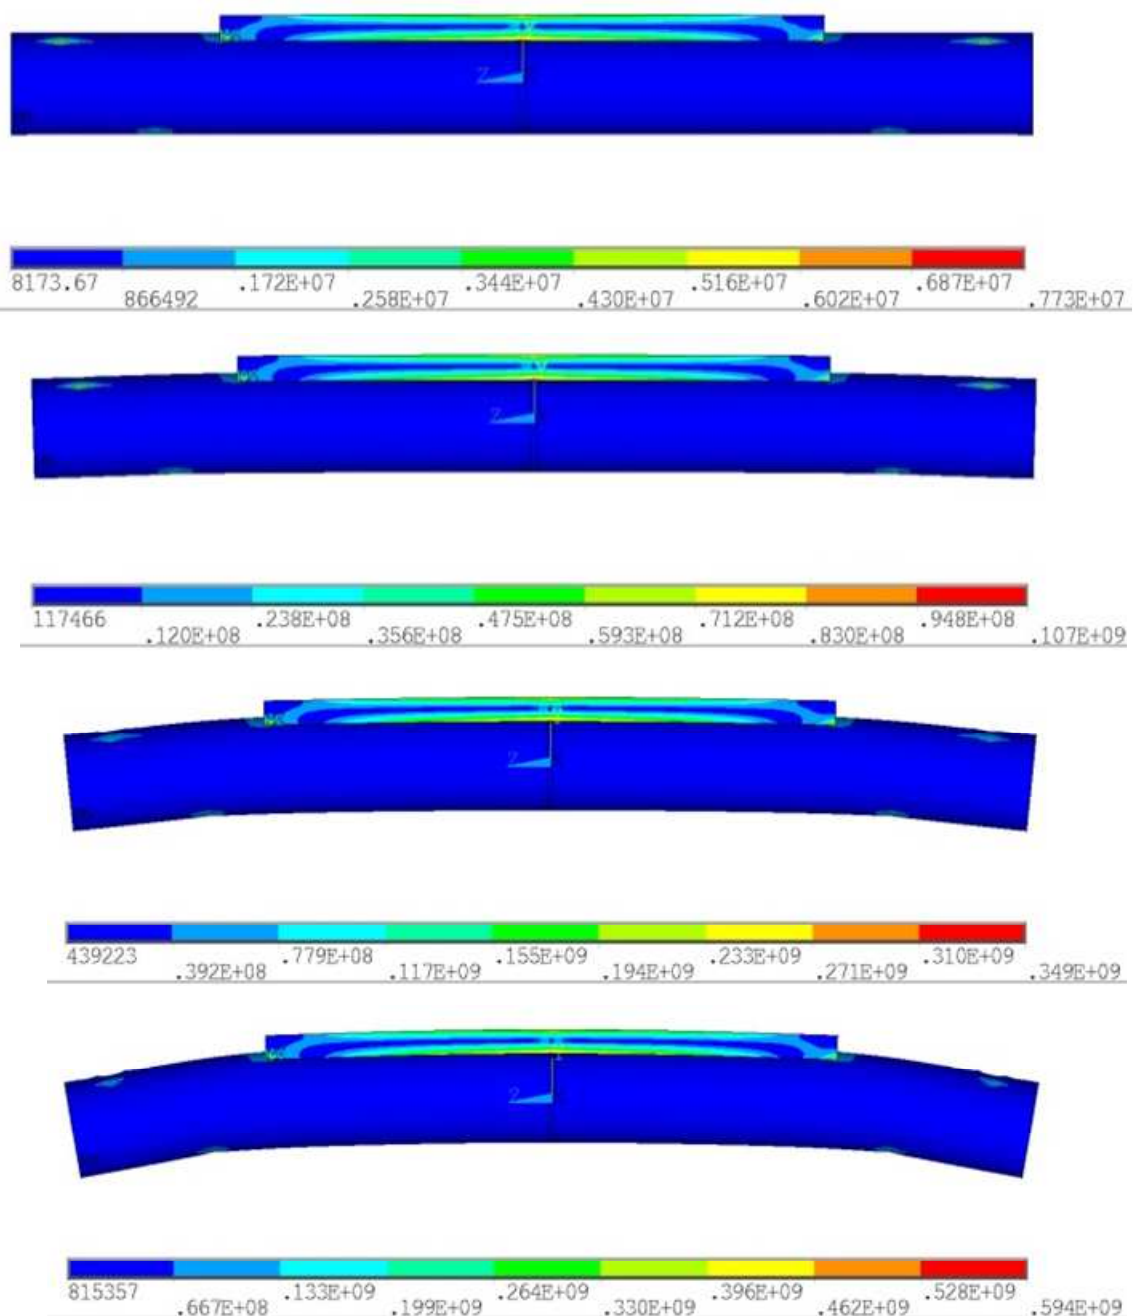 Z
8173.67 .172E+07 .344E+07 .516E+07 .687E+07
866492 .258E+07 .430E+07 .602E+07 .773E+07
Z
117466 .238E+08 .475E+08 .712E+08 .948E+08
.120E+08 .356E+08 .593E+08 .830E+08 .107E+09
Z
439223 .779E+08 .155E+09 .233E+09 .310E+09
.392E+08 .117E+09 .194E+09 .271E+09 .349E+09
Z
815357 .133E+09 .264E+09 .396E+09 .528E+09
.667E+08 .199E+09 .330E+09 .462E+09 .594E+09